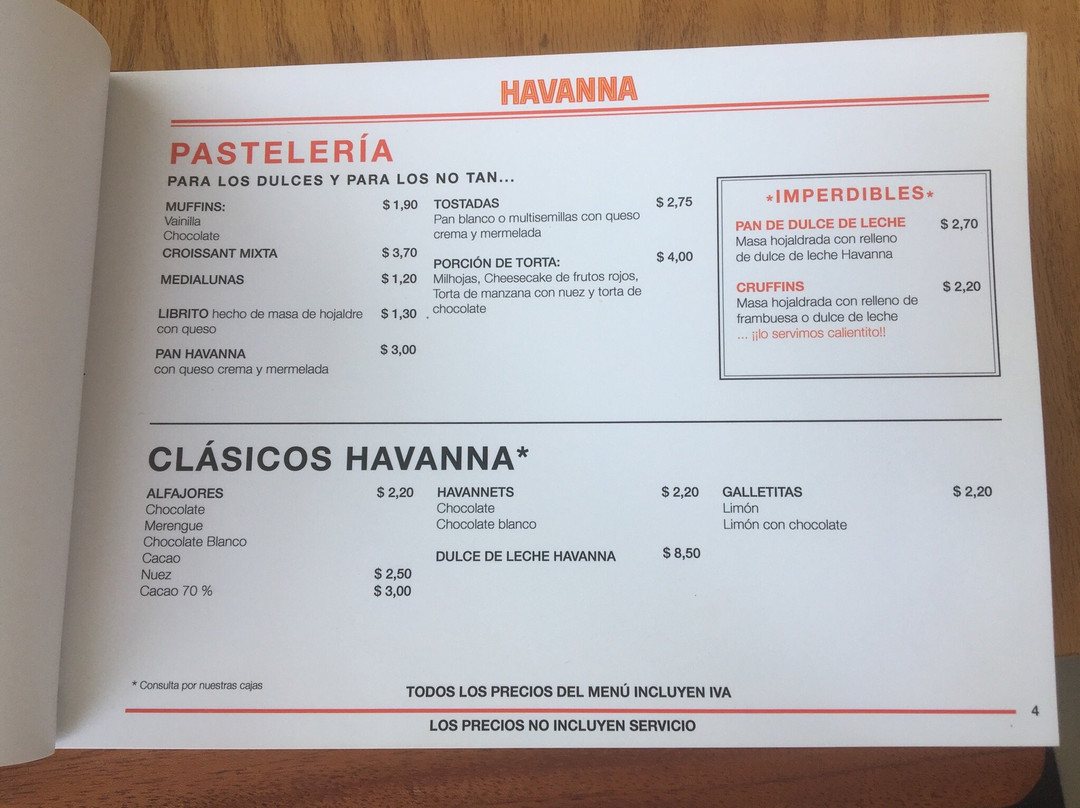 HAVANNA
PASTELERÍA
PARA LOS DULCES Y PARA LOS NO TAN...
MUFFINS: $ 1,90
Vainilla
Chocolate
CROISSANT MIXTA $ 3,70
MEDIALUNAS $ 1,20
LIBRITO hecho de masa de hojaldre $ 1,30
con queso
PAN HAVANNA $ 3,00
con queso crema y mermelada
TOSTADAS $ 2,75
Pan blanco o multisemillas con queso
crema y mermelada
PORCIÓN DE TORTA: $ 4,00
Milhojas, Cheesecake de frutos rojos,
Torta de manzana con nuez y torta de
chocolate
*IMPERDIBLES*
PAN DE DULCE DE LECHE $ 2,70
Masa hojaldrada con relleno
de dulce de leche Havanna
CRUFFINS $ 2,20
Masa hojaldrada con relleno de
frambuesa o dulce de leche
... ¡¡lo servimos calientito!!
CLÁSICOS HAVANNA*
ALFAJORES $ 2,20
Chocolate
Merengue
Chocolate Blanco
Cacao
Nuez $ 2,50
Cacao 70 % $ 3,00
HAVANNETS $ 2,20
Chocolate
Chocolate blanco
DULCE DE LECHE HAVANNA $ 8,50
GALLETITAS $ 2,20
Limón
Limón con chocolate
* Consulta por nuestras cajas
TODOS LOS PRECIOS DEL MENÚ INCLUYEN IVA
4
LOS PRECIOS NO INCLUYEN SERVICIO